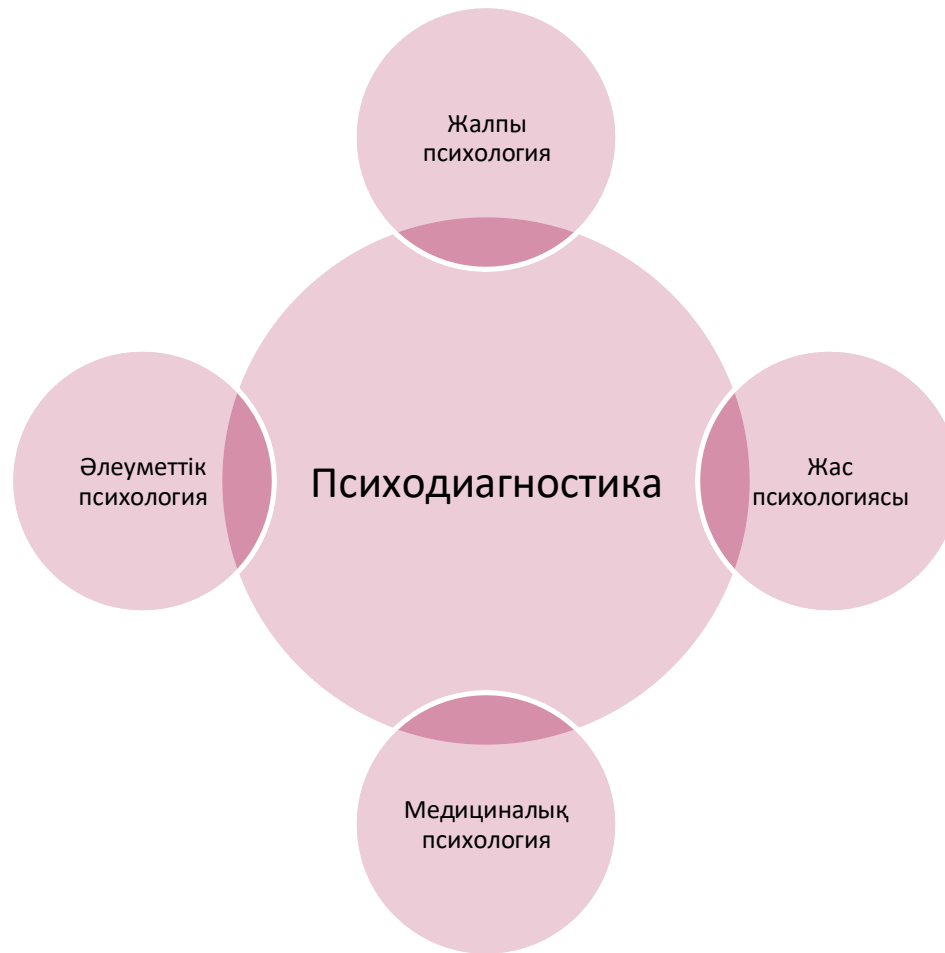 Жалпы
психология
Әлеуметтік
психология
Психодиагностика
Жас
психологиясы
Медициналық
психология